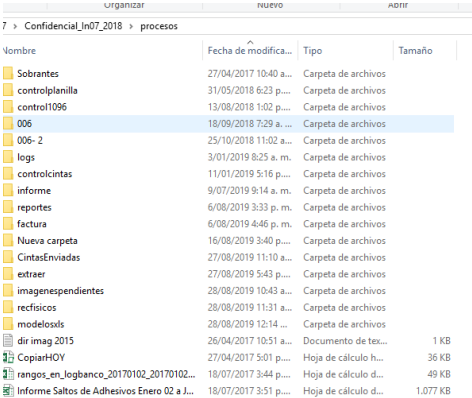 Organizar Nuevo Abrir
7 > Confidencial_In07_2018 > procesos
Nombre Fecha de modifica... Tipo Tamaño
Sobrantes 27/04/2017 10:40 a... Carpeta de archivos
controlplanilla 31/05/2018 6:23 p.... Carpeta de archivos
control1096 13/08/2018 1:02 p.... Carpeta de archivos
006 18/09/2018 7:29 a. ... Carpeta de archivos
006- 2 25/10/2018 11:02 a... Carpeta de archivos
logs 3/01/2019 8:25 a. m. Carpeta de archivos
controlcintas 11/01/2019 5:16 p.... Carpeta de archivos
informe 9/07/2019 9:14 a. m. Carpeta de archivos
reportes 6/08/2019 3:33 p. m. Carpeta de archivos
factura 6/08/2019 4:46 p. m. Carpeta de archivos
Nueva carpeta 16/08/2019 3:40 p.... Carpeta de archivos
CintasEnviadas 27/08/2019 11:10 a... Carpeta de archivos
extraer 27/08/2019 5:43 p.... Carpeta de archivos
imagenespendientes 28/08/2019 10:43 a... Carpeta de archivos
recfisicos 28/08/2019 11:31 a... Carpeta de archivos
modelosxls 28/08/2019 12:14 ... Carpeta de archivos
dir imag 2015 26/04/2017 10:51 a... Documento de tex... 1 KB
CopiarHOY 27/04/2017 5:01 p.... Hoja de cálculo h... 36 KB
rangos_en_logbanco_20170102_20170102... 18/07/2017 3:44 p.... Hoja de cálculo d... 49 KB
Informe Saltos de Adhesivos Enero 02 a J... 18/07/2017 3:51 p.... Hoja de cálculo d... 1.077 KB